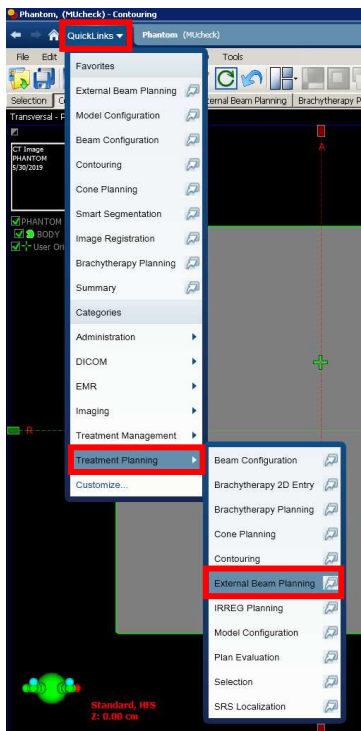 Phantom, (MUcheck) - Contouring
QuickLinks
Phantom (MUcheck)
File Edit Tools
Selection
ernal Beam Planning Brachytherapy P
Transversal - P
CT Image
PHANTOM
5/30/2019
PHANTOM
BODY
User Ori
A
R
Favorites
External Beam Planning
Model Configuration
Beam Configuration
Contouring
Cone Planning
Smart Segmentation
Image Registration
Brachytherapy Planning
Summary
Categories
Administration
DICOM
EMR
Imaging
Treatment Management
Treatment Planning
Customize...
Beam Configuration
Brachytherapy 2D Entry
Brachytherapy Planning
Cone Planning
Contouring
External Beam Planning
IRREG Planning
Model Configuration
Plan Evaluation
Selection
SRS Localization
Standard, HFS
Z: 0.00 cm